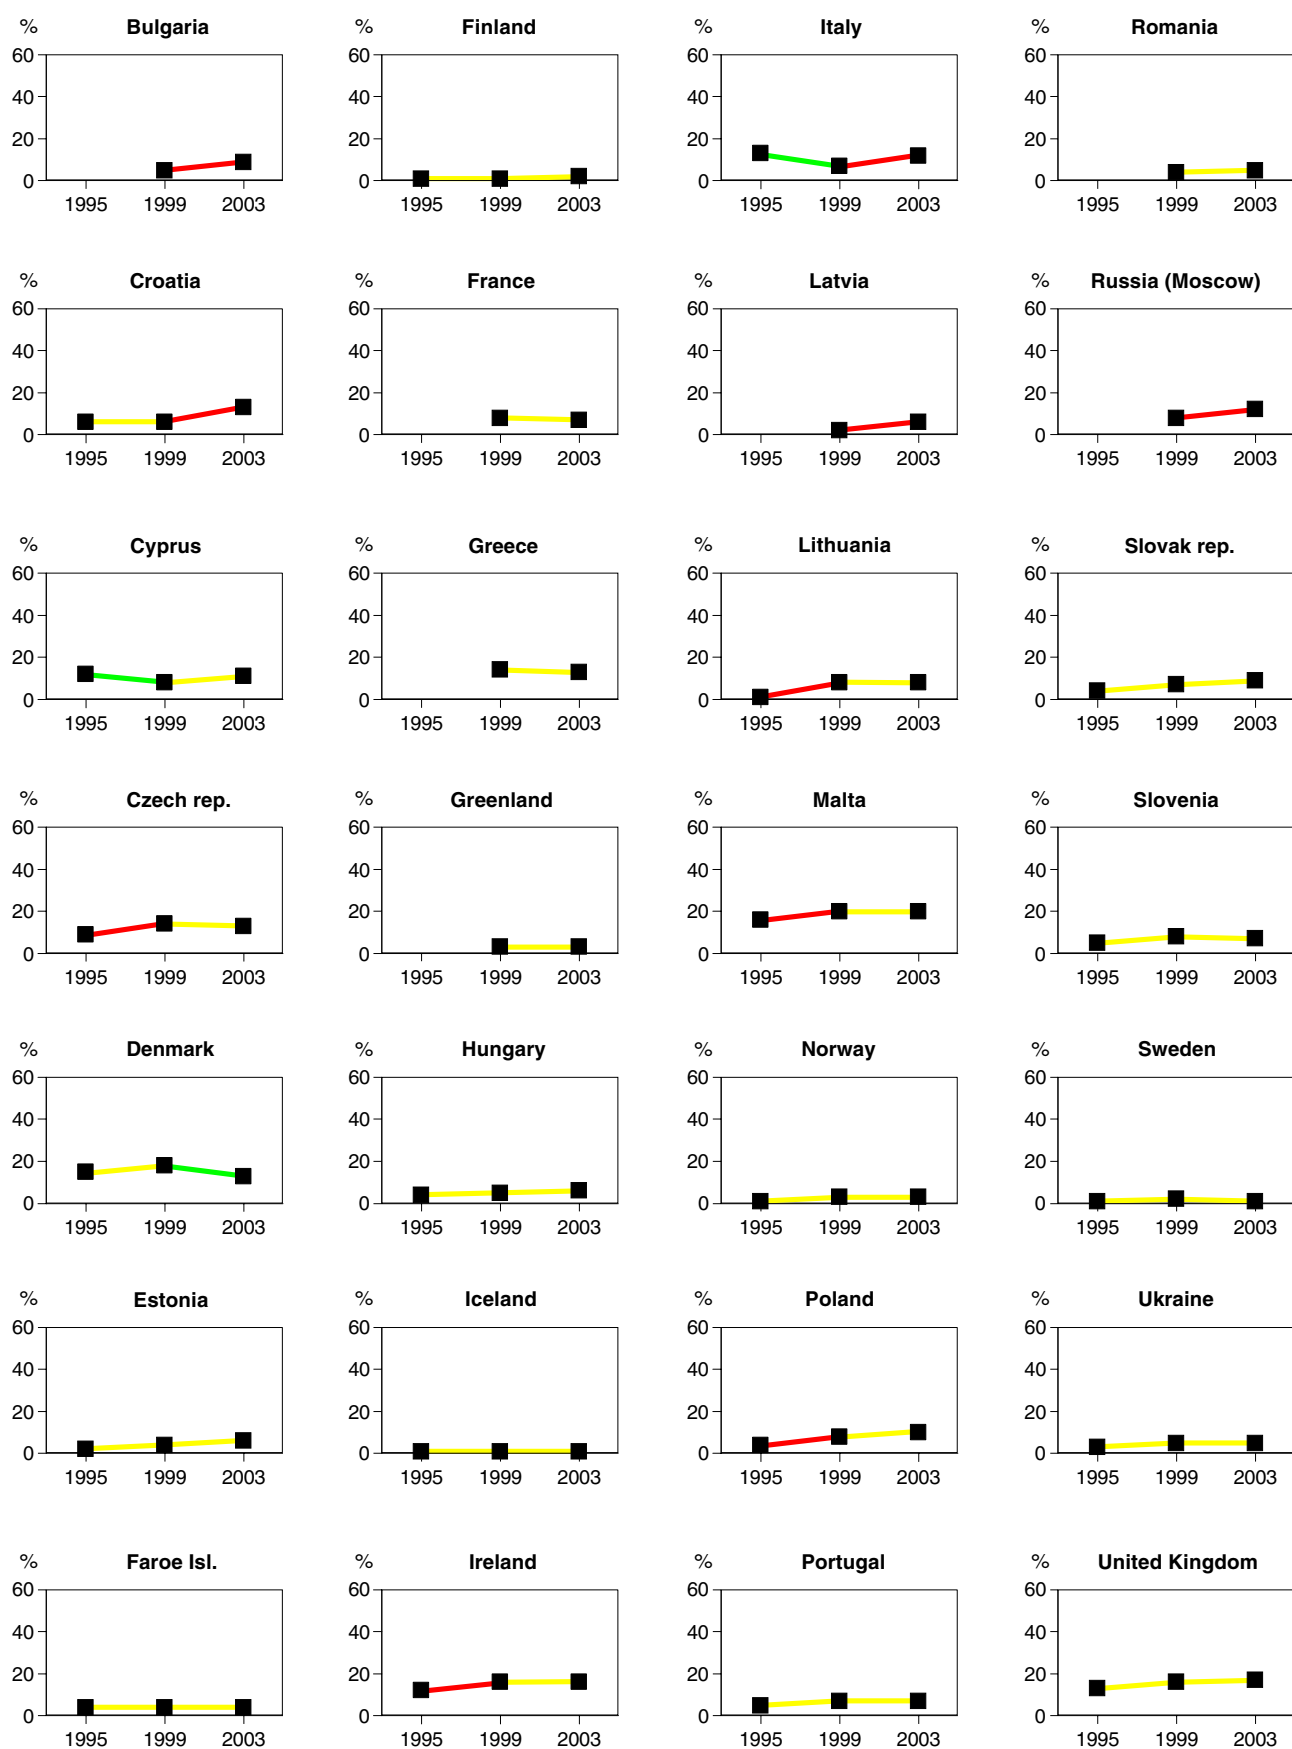 % Bulgaria % Finland % Italy % Romania
60 60 60 60
40 40 40 40
20 20 20 20
0 0 0 0
1995 1999 2003 1995 1999 2003 1995 1999 2003 1995 1999 2003
% Croatia % France % Latvia % Russia (Moscow)
60 60 60 60
40 40 40 40
20 20 20 20
0 0 0 0
1995 1999 2003 1995 1999 2003 1995 1999 2003 1995 1999 2003
% Cyprus % Greece % Lithuania % Slovak rep.
60 60 60 60
40 40 40 40
20 20 20 20
0 0 0 0
1995 1999 2003 1995 1999 2003 1995 1999 2003 1995 1999 2003
% Czech rep. % Greenland % Malta % Slovenia
60 60 60 60
40 40 40 40
20 20 20 20
0 0 0 0
1995 1999 2003 1995 1999 2003 1995 1999 2003 1995 1999 2003
% Denmark % Hungary % Norway % Sweden
60 60 60 60
40 40 40 40
20 20 20 20
0 0 0 0
1995 1999 2003 1995 1999 2003 1995 1999 2003 1995 1999 2003
% Estonia % Iceland % Poland % Ukraine
60 60 60 60
40 40 40 40
20 20 20 20
0 0 0 0
1995 1999 2003 1995 1999 2003 1995 1999 2003 1995 1999 2003
% Faroe Isl. % Ireland % Portugal % United Kingdom
60 60 60 60
40 40 40 40
20 20 20 20
0 0 0 0
1995 1999 2003 1995 1999 2003 1995 1999 2003 1995 1999 2003